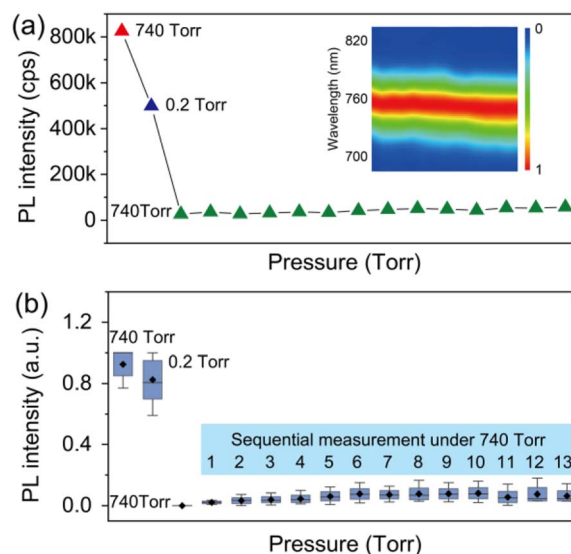 (a)
PL intensity (cps)
800k
600k
400k
200k
0
740 Torr
0.2 Torr
740Torr
Wavelength (nm)
820
760
700
0
1
Pressure (Torr)
(b)
PL intensity (a.u.)
1.2
0.8
0.4
0.0
740 Torr
0.2 Torr
740Torr
Sequential measurement under 740 Torr
1 2 3 4 5 6 7 8 9 10 11 12 13
Pressure (Torr)